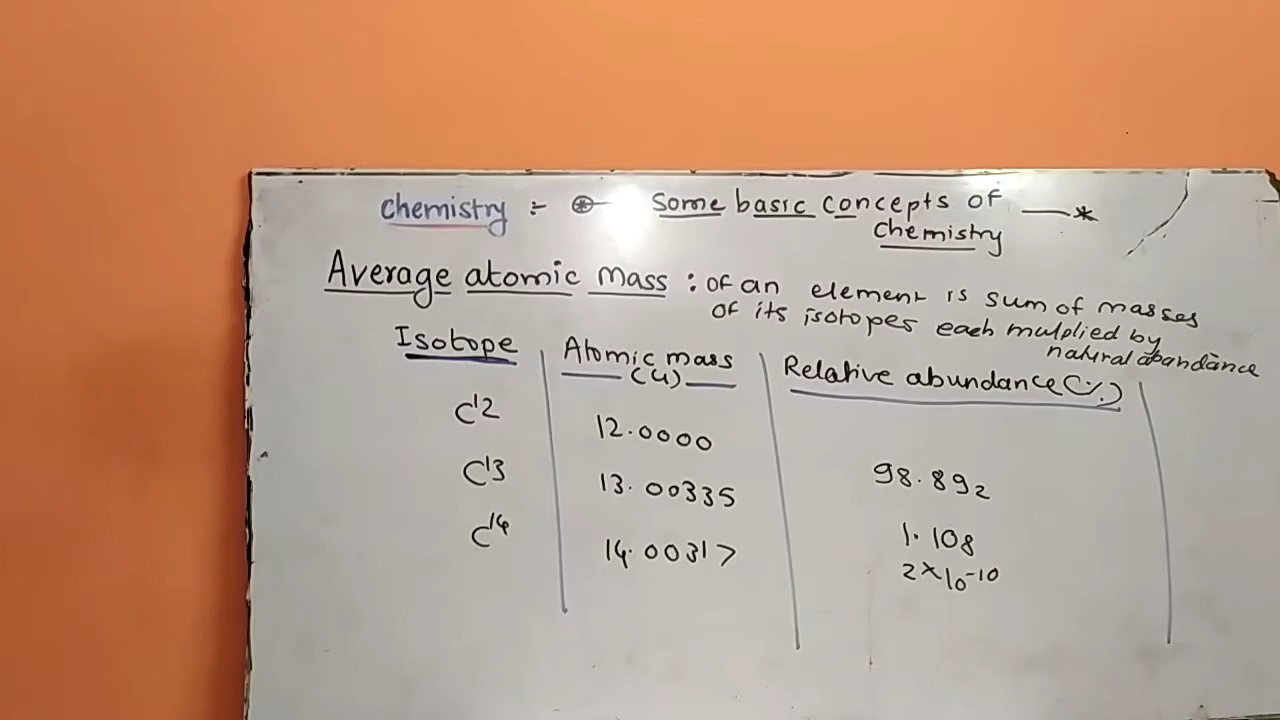 chemistry :- Some basic concepts of
chemistry
Average atomic mass : of an element is sum of masses
of its isotopes each mulplied by
natural abandance
Isotope Atomic mass (u) Relative abundance (%)
C12 12.0000 98.892
C13 13.00335 1.108
C14 14.00317 2×10-10